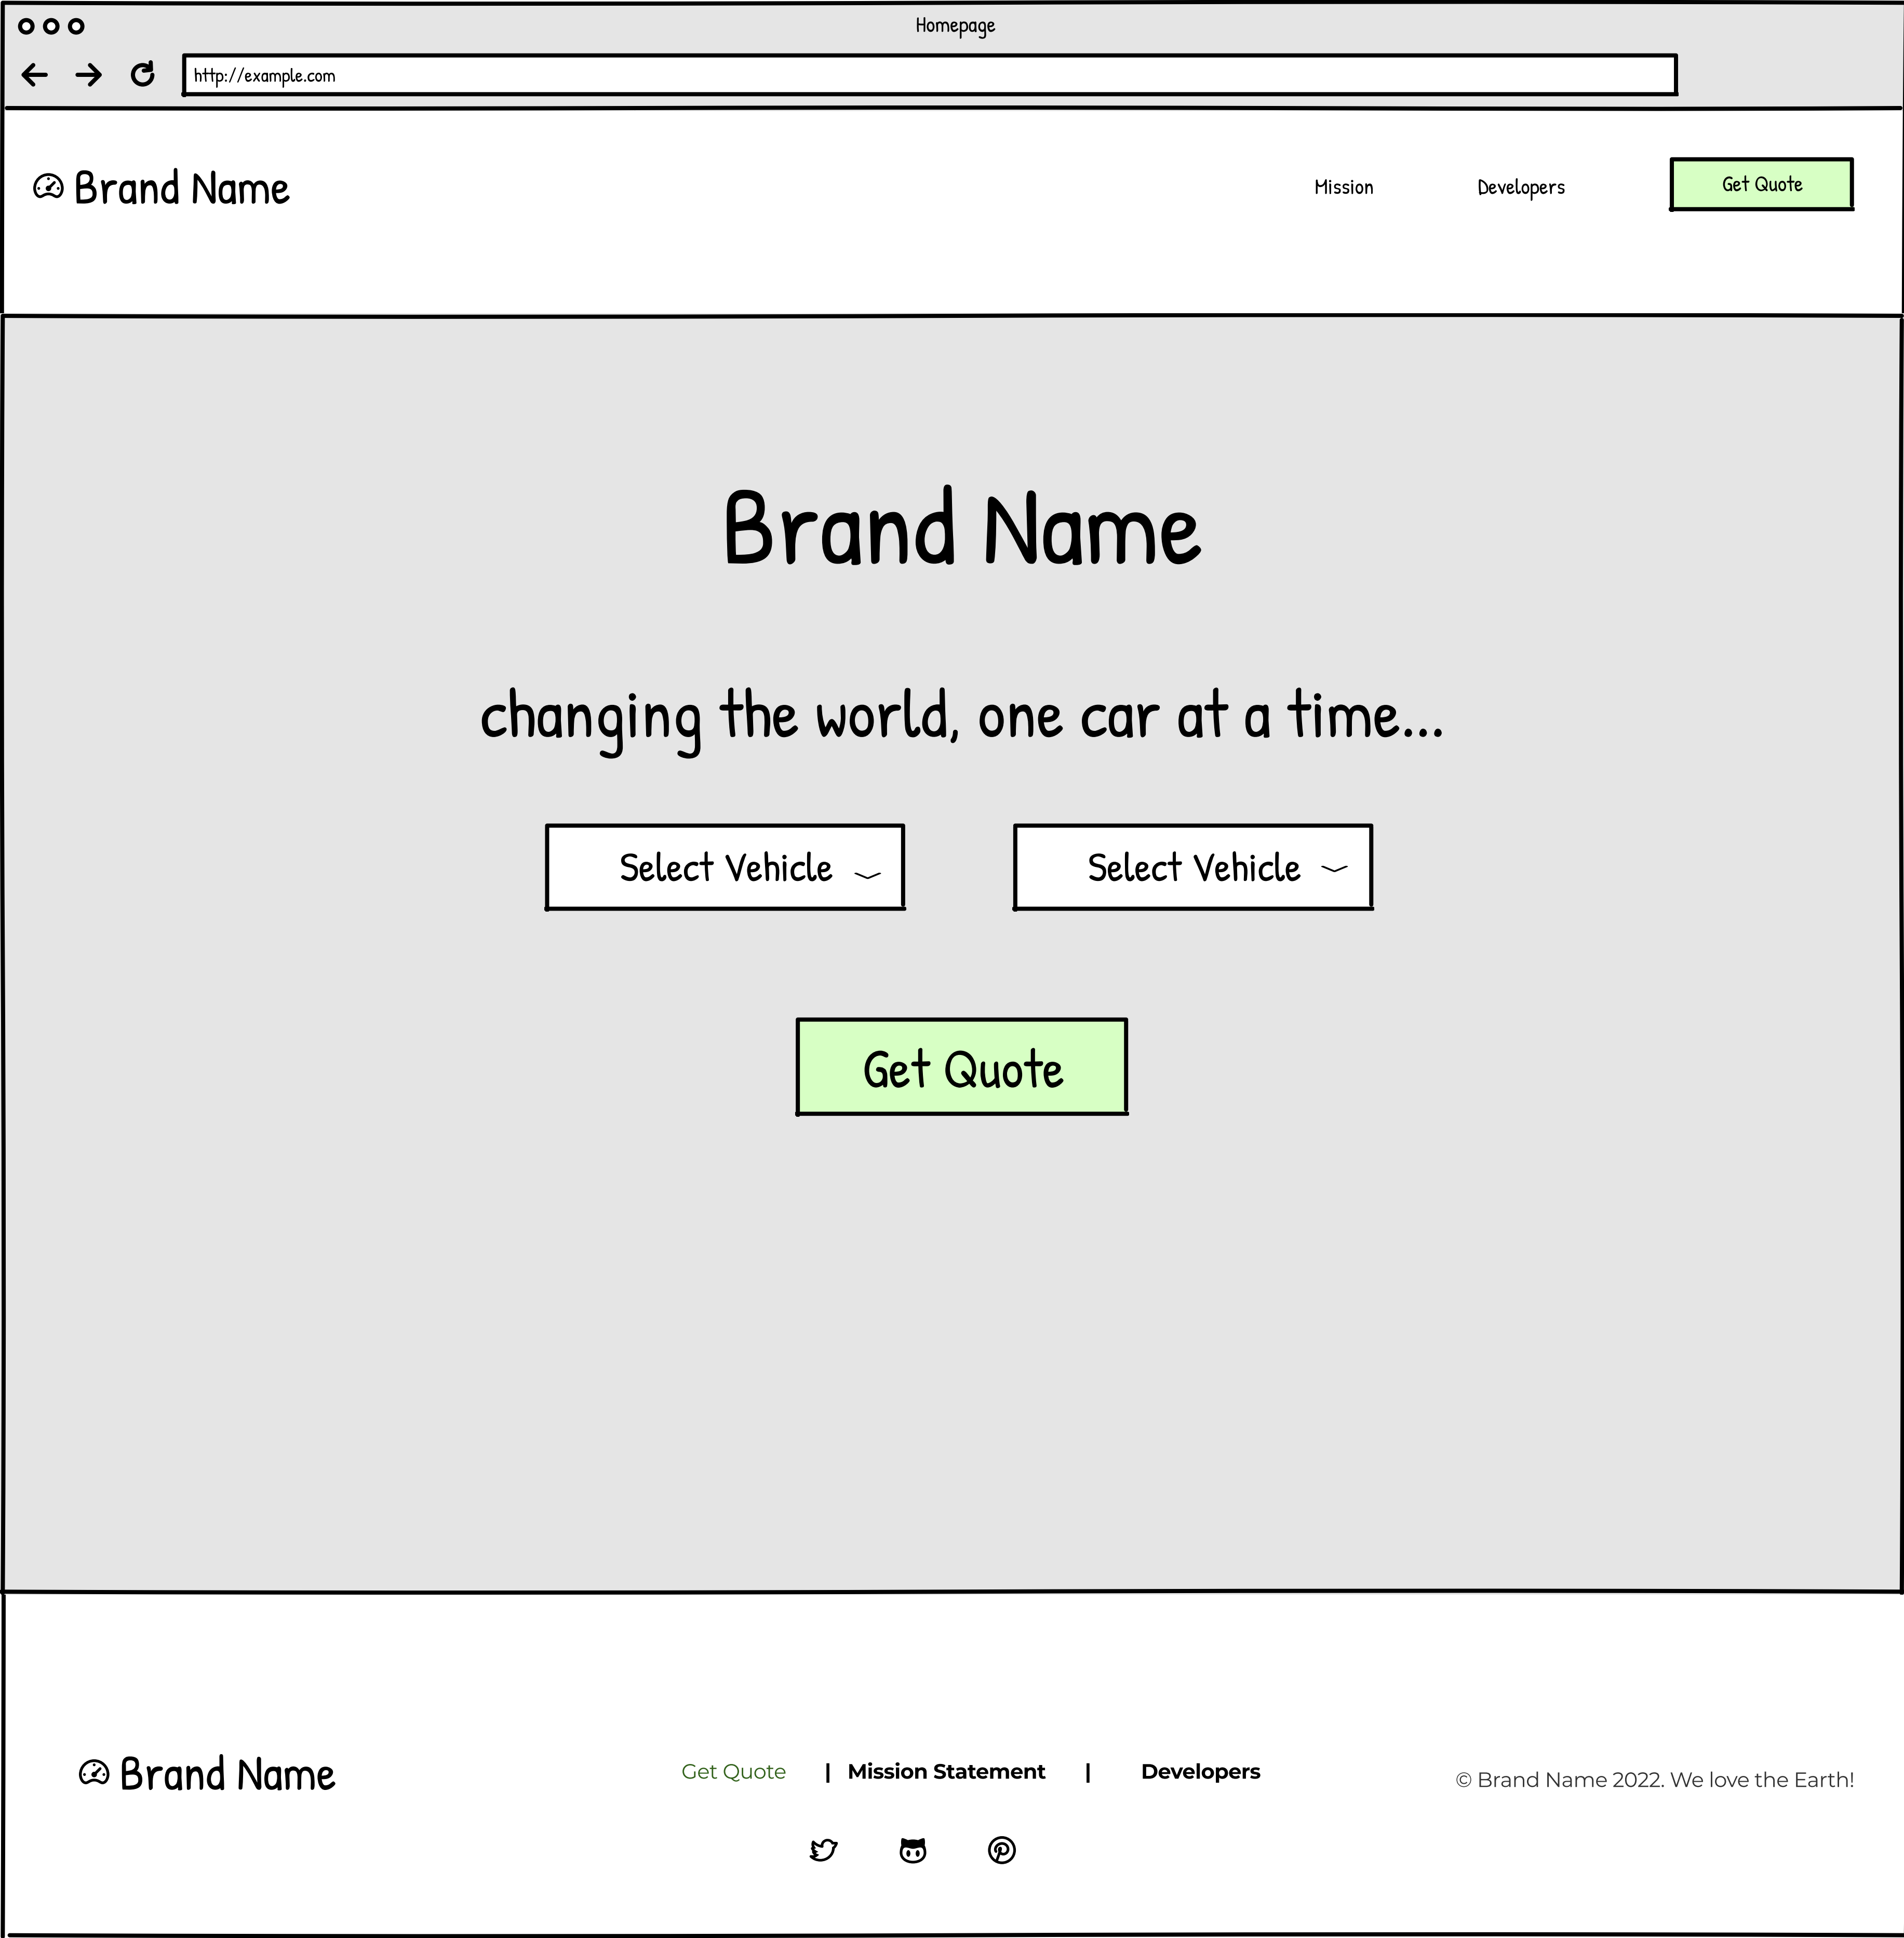 Homepage
http://example.com
Brand Name
Mission
Developers
Get Quote
Brand Name
changing the world, one car at a time...
Select Vehicle
Select Vehicle
Get Quote
Brand Name
Get Quote | Mission Statement | Developers
© Brand Name 2022. We love the Earth!